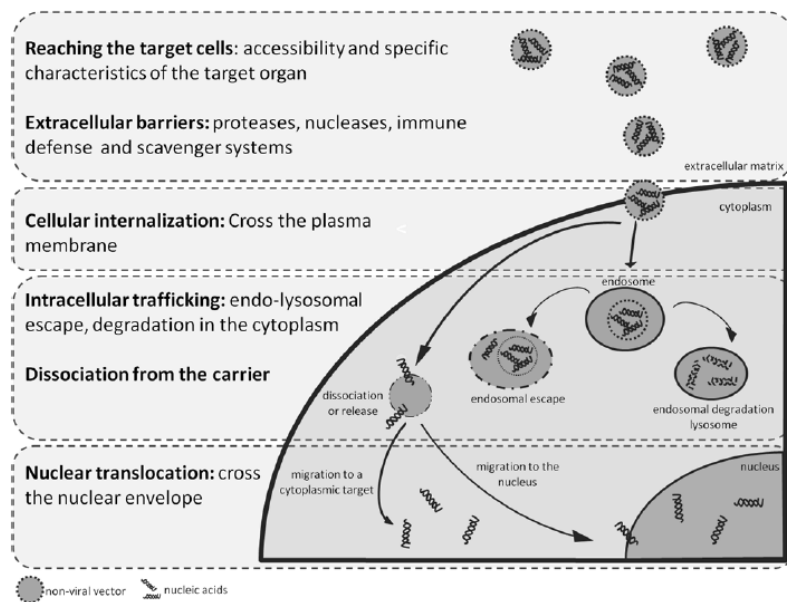 Reaching the target cells: accessibility and specific
characteristics of the target organ
Extracellular barriers: proteases, nucleases, immune
defense and scavenger systems
extracellular matrix
Cellular internalization: Cross the plasma
membrane
cytoplasm
Intracellular trafficking: endo-lysosomal
escape, degradation in the cytoplasm
Dissociation from the carrier
endosome
dissociation
or release
endosomal escape
endosomal degradation
lysosome
Nuclear translocation: cross
the nuclear envelope
migration to a
cytoplasmic target
migration to the
nucleus
nucleus
non-viral vector
nucleic acids